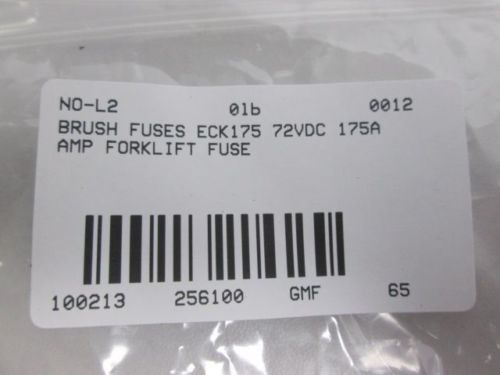 NO-L2 0lb 0012
BRUSH FUSES ECK175 72VDC 175A
AMP FORKLIFT FUSE
100213 256100 GMF 65